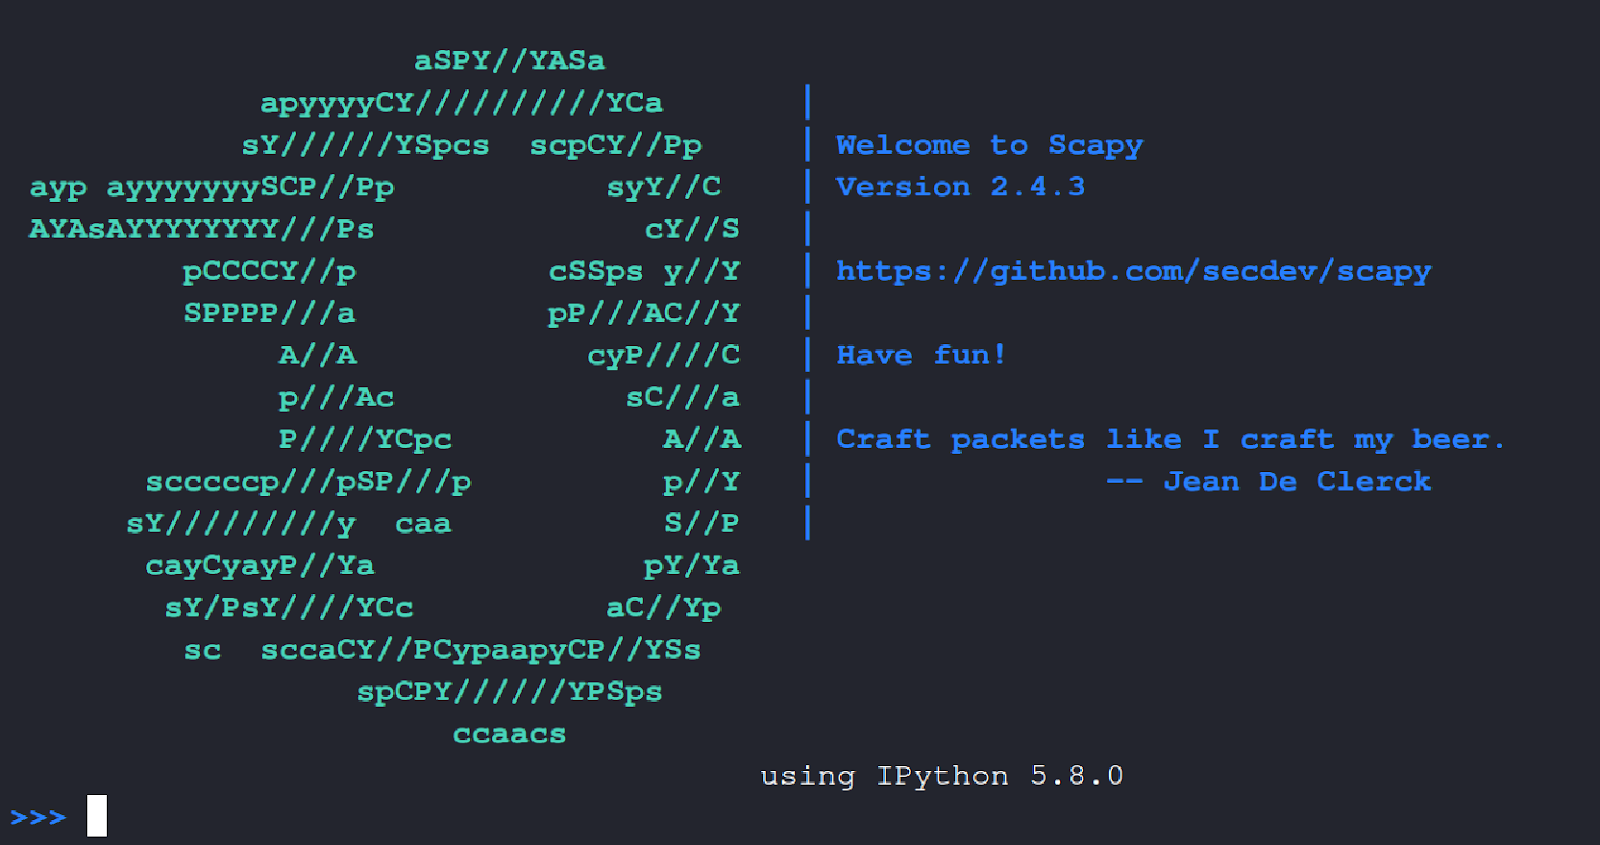 aSPY//YASa
             apyyyyCY//////////YCa       |
            sY//////YSpcs  scpCY//Pp     | Welcome to Scapy
 ayp ayyyyyyySCP//Pp           syY//C    | Version 2.4.3
 AYAsAYYYYYYYY///Ps              cY//S   |
         pCCCCY//p          cSSps y//Y   | https://github.com/secdev/scapy
         SPPPP///a          pP///AC//Y   |
              A//A            cyP////C   | Have fun!
              p///Ac            sC///a   |
              P////YCpc           A//A   | Craft packets like I craft my beer.
       scccccp///pSP///p          p//Y   |               -- Jean De Clerck
      sY/////////y  caa           S//P   |
       cayCyayP//Ya              pY/Ya
        sY/PsY////YCc          aC//Yp
         sc  sccaCY//PCypaapyCP//YSs
                  spCPY//////YPSps
                       ccaacs
                                       using IPython 5.8.0
>>>